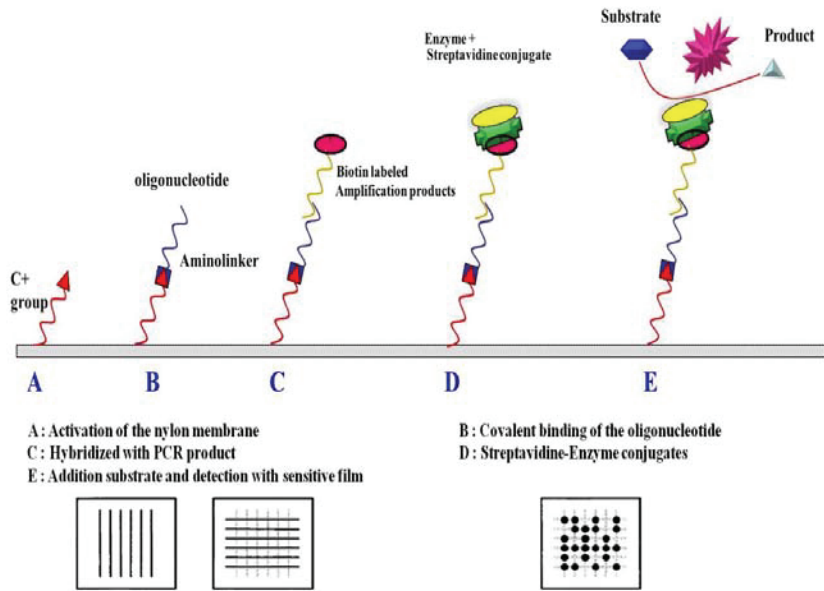 Substrate
Product
Enzyme +
Streptavidine conjugate
Biotin labeled
Amplification products
oligonucleotide
Aminolinker
C+
group
A
B
C
D
E
A : Activation of the nylon membrane
B : Covalent binding of the oligonucleotide
C : Hybridized with PCR product
D : Streptavidine-Enzyme conjugates
E : Addition substrate and detection with sensitive film